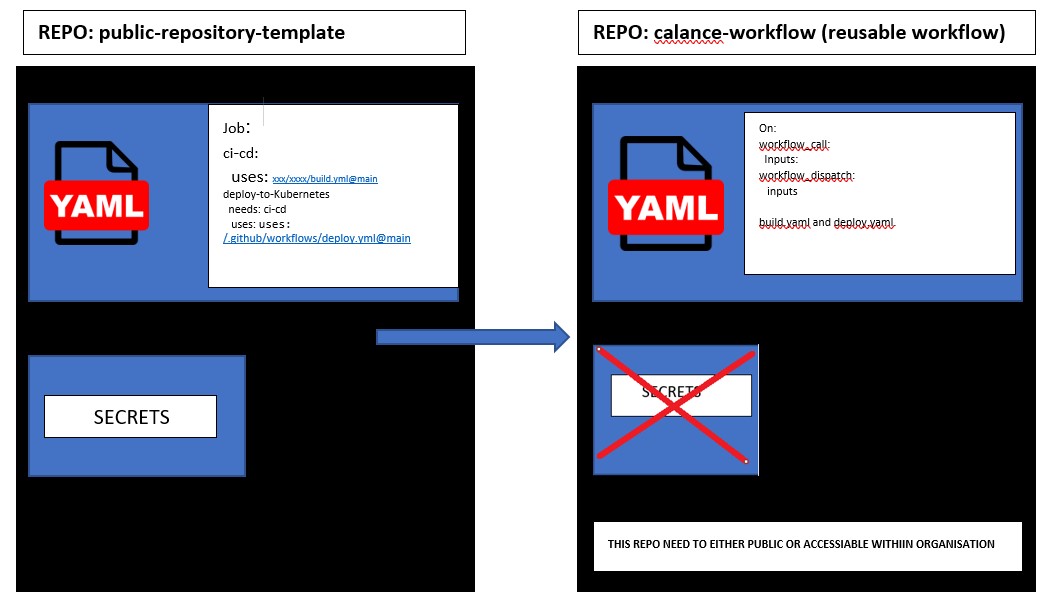 REPO: public-repository-template
YAML
Job:
ci-cd:
uses: xxx/xxxx/build.yml@main
deploy-to-Kubernetes
needs: ci-cd
uses: uses:
/.github/workflows/deploy.yml@main
SECRETS
REPO: calance-workflow (reusable workflow)
YAML
On:
workflow_call:
Inputs:
workflow_dispatch:
inputs
build.yaml and deploy.yaml.
SECRETS
THIS REPO NEED TO EITHER PUBLIC OR ACCESSIABLE WITHIIN ORGANISATION